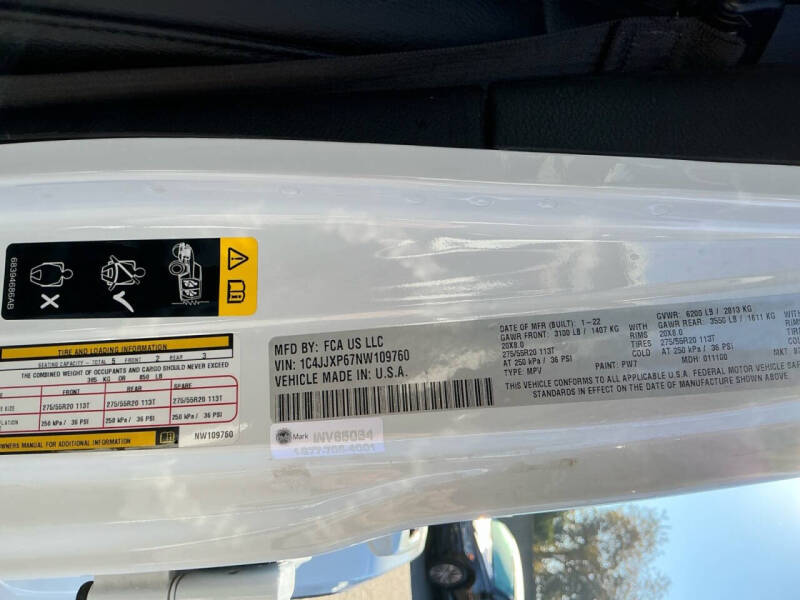 68394686AB
TIRE AND LOADING INFORMATION
SEATING CAPACITY - TOTAL 5 FRONT 2 REAR 3
THE COMBINED WEIGHT OF OCCUPANTS AND CARGO SHOULD NEVER EXCEED
385 KG OR 850 LB
FRONT REAR SPARE
SIZE 275/55R20 113T 275/55R20 113T 275/55R20 113T
250 kPa / 36 PSI 250 kPa / 36 PSI 250 kPa / 36 PSI
OWNERS MANUAL FOR ADDITIONAL INFORMATION
NW109760
MFD BY: FCA US LLC
VIN: 1C4JJXP67NW109760
VEHICLE MADE IN: U.S.A.
DATE OF MFR (BUILT): 1-22
GAWR FRONT: 3100 LB / 1407 KG WITH
20X8.0 RIMS
275/55R20 113T TIRES
AT 250 kPa / 36 PSI COLD
TYPE: MPV
GVWR: 6200 LB / 2813 KG
GAWR REAR: 3550 LB / 1611 KG WITH
20X8.0 RIMS
275/55R20 113T TIRES
AT 250 kPa / 36 PSI
PAINT: PW7 MDH: 011100
THIS VEHICLE CONFORMS TO ALL APPLICABLE U.S.A. FEDERAL MOTOR VEHICLE
STANDARDS IN EFFECT ON THE DATE OF MANUFACTURE SHOWN ABOVE.
Mark